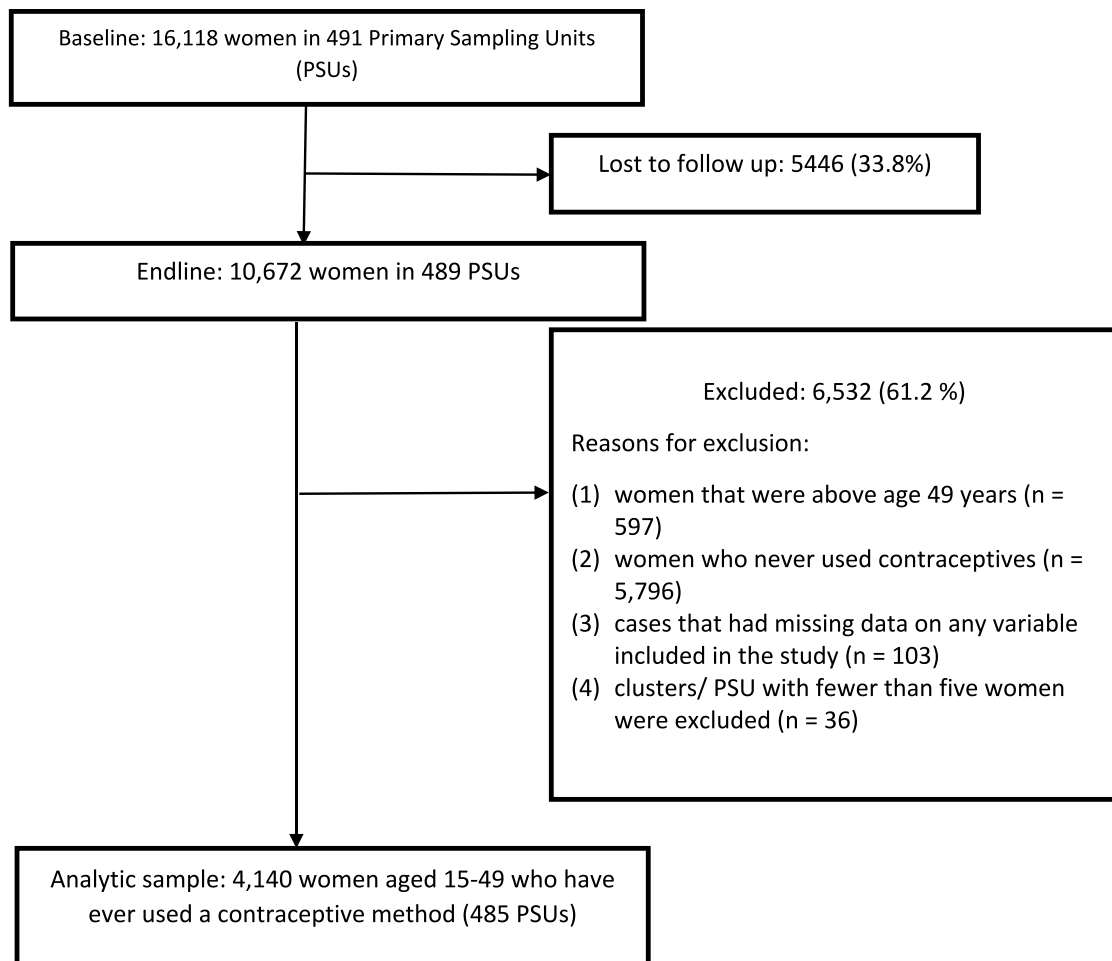 Baseline: 16,118 women in 491 Primary Sampling Units
(PSUs)
Lost to follow up: 5446 (33.8%)
Endline: 10,672 women in 489 PSUs
Excluded: 6,532 (61.2 %)
Reasons for exclusion:
(1) women that were above age 49 years (n =
597)
(2) women who never used contraceptives (n =
5,796)
(3) cases that had missing data on any variable
included in the study (n = 103)
(4) clusters/ PSU with fewer than five women
were excluded (n = 36)
Analytic sample: 4,140 women aged 15-49 who have
ever used a contraceptive method (485 PSUs)